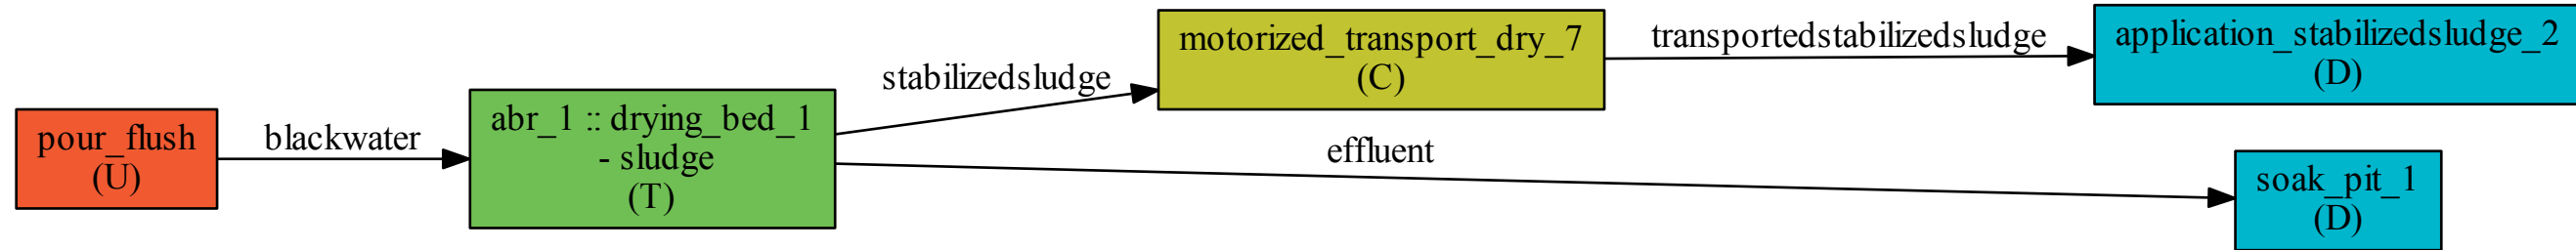 pour_flush
(U)
blackwater
abr_1 :: drying_bed_1
- sludge
(T)
stabilizedsludge
effluent
motorized_transport_dry_7
(C)
transportedstabilizedsludge
application_stabilizedsludge_2
(D)
soak_pit_1
(D)